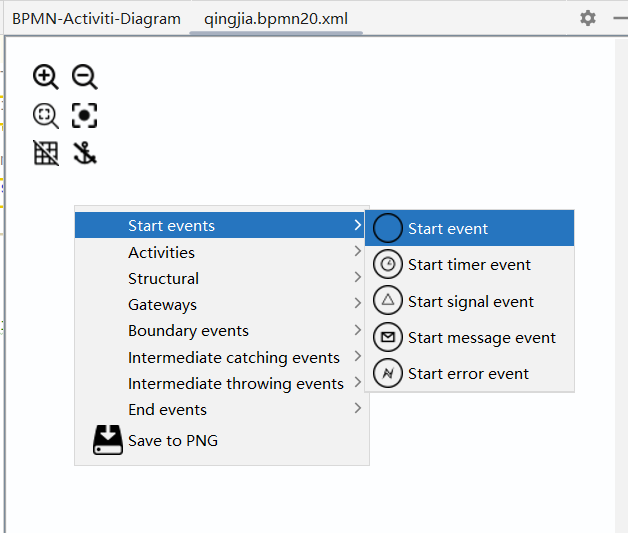 BPMN-Activiti-Diagram qingjia.bpmn20.xml
Start events
Activities
Structural
Gateways
Boundary events
Intermediate catching events
Intermediate throwing events
End events
Save to PNG
Start event
Start timer event
Start signal event
Start message event
Start error event